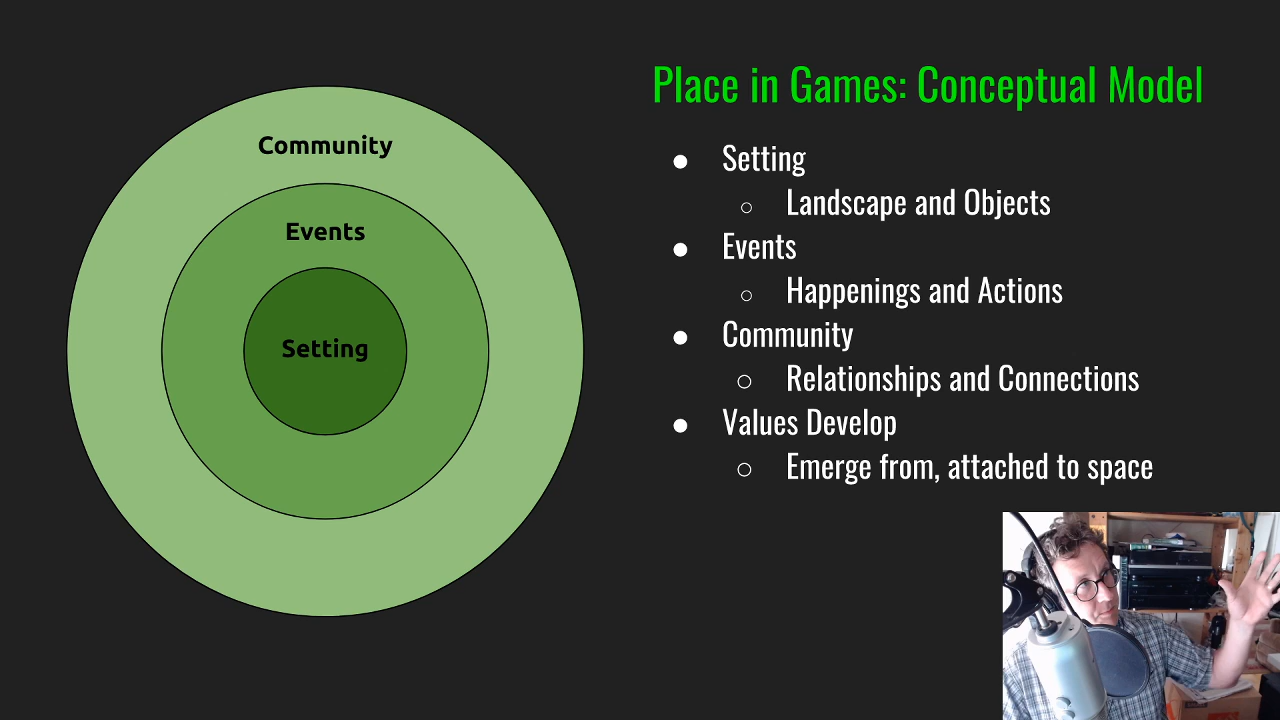 Community
Events
Setting
Place in Games: Conceptual Model
● Setting
○ Landscape and Objects
● Events
○ Happenings and Actions
● Community
○ Relationships and Connections
● Values Develop
○ Emerge from, attached to space